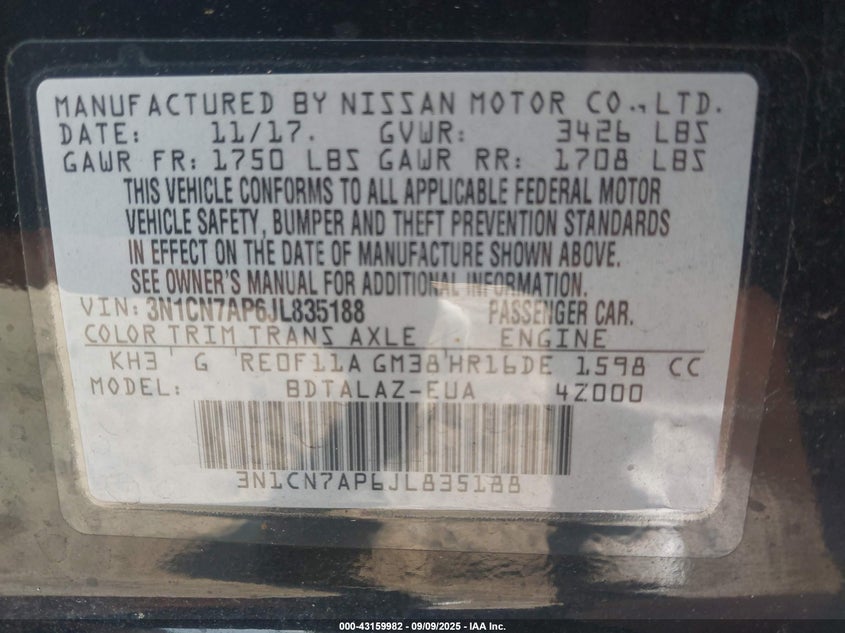 MANUFACTURED BY NISSAN MOTOR CO., LTD.
DATE: 11/17. GVWR: 3426 LBS
GAWR FR: 1750 LBS GAWR RR: 1708 LBS
THIS VEHICLE CONFORMS TO ALL APPLICABLE FEDERAL MOTOR
VEHICLE SAFETY, BUMPER AND THEFT PREVENTION STANDARDS
IN EFFECT ON THE DATE OF MANUFACTURE SHOWN ABOVE.
SEE OWNER'S MANUAL FOR ADDITIONAL INFORMATION.
VIN: 3N1CN7AP6JL835188 PASSENGER CAR.
COLOR TRIM TRANS AXLE ENGINE
KH3 G RE0F11A GM38 HR16DE 1.598 CC
MODEL: BDTALAZ-EUA 4Z000
3N1CN7AP6JL835188
000-43159982 - 09/09/2025 - IAA Inc.